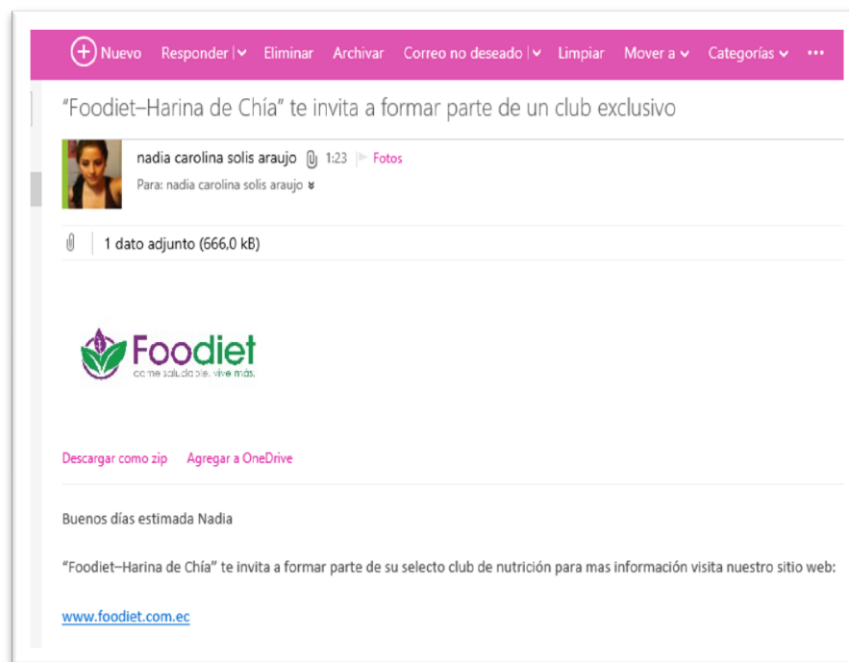 Nuevo Responder Eliminar Archivar Correo no deseado Limpiar Mover a Categorías ...
"Foodiet–Harina de Chía" te invita a formar parte de un club exclusivo
nadia carolina solis araujo 1:23 Fotos
Para: nadia carolina solis araujo
1 dato adjunto (666,0 kB)
Foodiet
come saludable. vive más.
Descargar como zip Agregar a OneDrive
Buenos días estimada Nadia
"Foodiet–Harina de Chía" te invita a formar parte de su selecto club de nutrición para mas información visita nuestro sitio web:
www.foodiet.com.ec